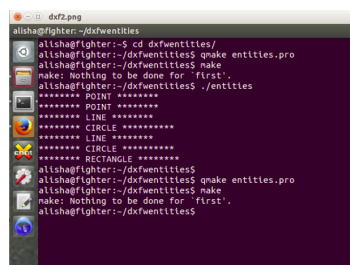 dxf2.png
alisha@fighter: ~/dxfwentities
alisha@fighter:~$ cd dxfwentities/
alisha@fighter:~/dxfwentities$ qmake entities.pro
alisha@fighter:~/dxfwentities$ make
make: Nothing to be done for `first'.
alisha@fighter:~/dxfwentities$ ./entities
******** POINT ********
******** POINT ********
******** LINE ********
******** CIRCLE **********
******** LINE ********
******** CIRCLE **********
******** RECTANGLE ********
alisha@fighter:~/dxfwentities$
alisha@fighter:~/dxfwentities$ qmake entities.pro
alisha@fighter:~/dxfwentities$ make
make: Nothing to be done for `first'.
alisha@fighter:~/dxfwentities$